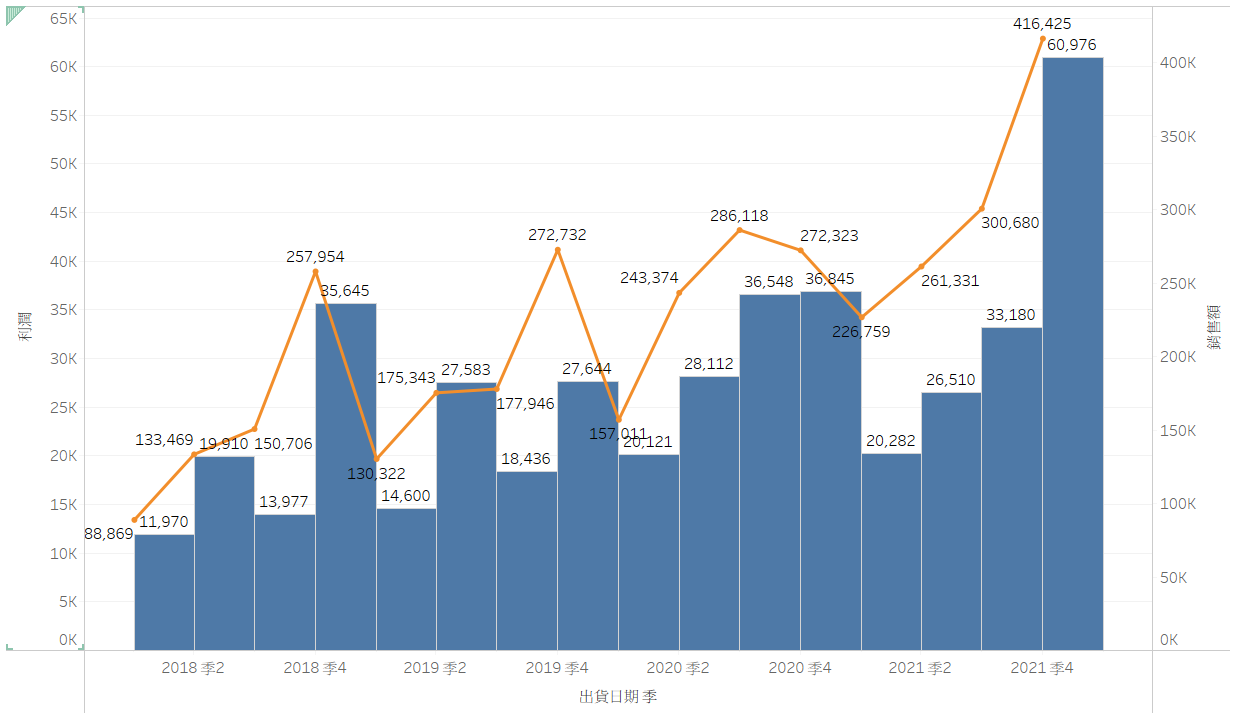 65K
60K
55K
50K
45K
40K
35K
30K
25K
20K
15K
10K
5K
0K
利潤
416,425
60,976
286,118
272,732
272,323
257,954
243,374
261,331
300,680
35,645
36,548
36,845
226,759
33,180
175,343
27,583
177,946
27,644
28,112
26,510
133,469
19,910
150,706
157,011
20,121
20,282
130,322
18,436
14,600
13,977
88,869
11,970
400K
350K
300K
250K
200K
150K
100K
50K
0K
銷售額
2018 季2
2018 季4
2019 季2
2019 季4
2020 季2
2020 季4
2021 季2
2021 季4
出貨日期 季